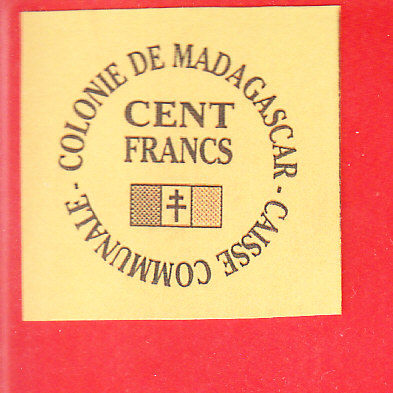 COLONIE DE MADAGASCAR - CAISSE COMMUNALE -
CENT
FRANCS